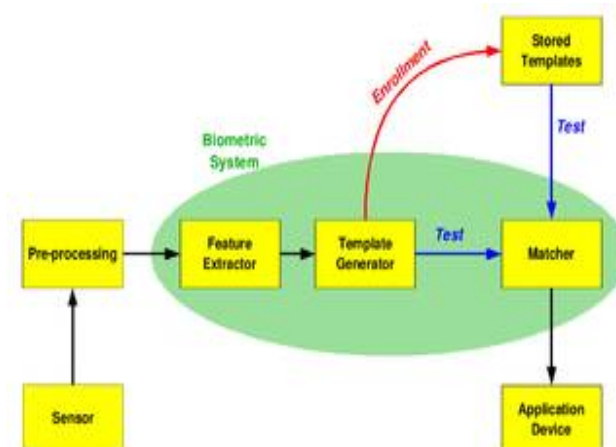 Stored
Templates
Enrollment
Test
Biometric
System
Pre-processing
Feature
Extractor
Template
Generator
Test
Matcher
Sensor
Application
Device